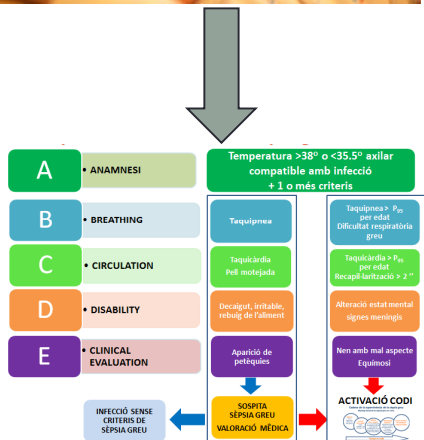 A
• ANAMNESI
Temperatura >38º o <35.5º axilar
compatible amb infecció
+ 1 o més criteris
B
• BREATHING
Taquipnea
Taquipnea > P95
per edat
Dificultat respiratòria
greu
C
• CIRCULATION
Taquicàrdia
Pell motejada
Taquicàrdia > P95
per edat
Recapil·larització > 2 "
D
• DISABILITY
Decaigut, irritable,
rebuig de l'aliment
Alteració estat mental
signes meningis
E
• CLINICAL
EVALUATION
Aparició de
petèquies
Nen amb mal aspecte
Equímosi
INFECCIÓ SENSE
CRITERIS DE
SÈPSIA GREU
SOSPITA
SÈPSIA GREU
VALORACIÓ MÈDICA
ACTIVACIÓ CODI